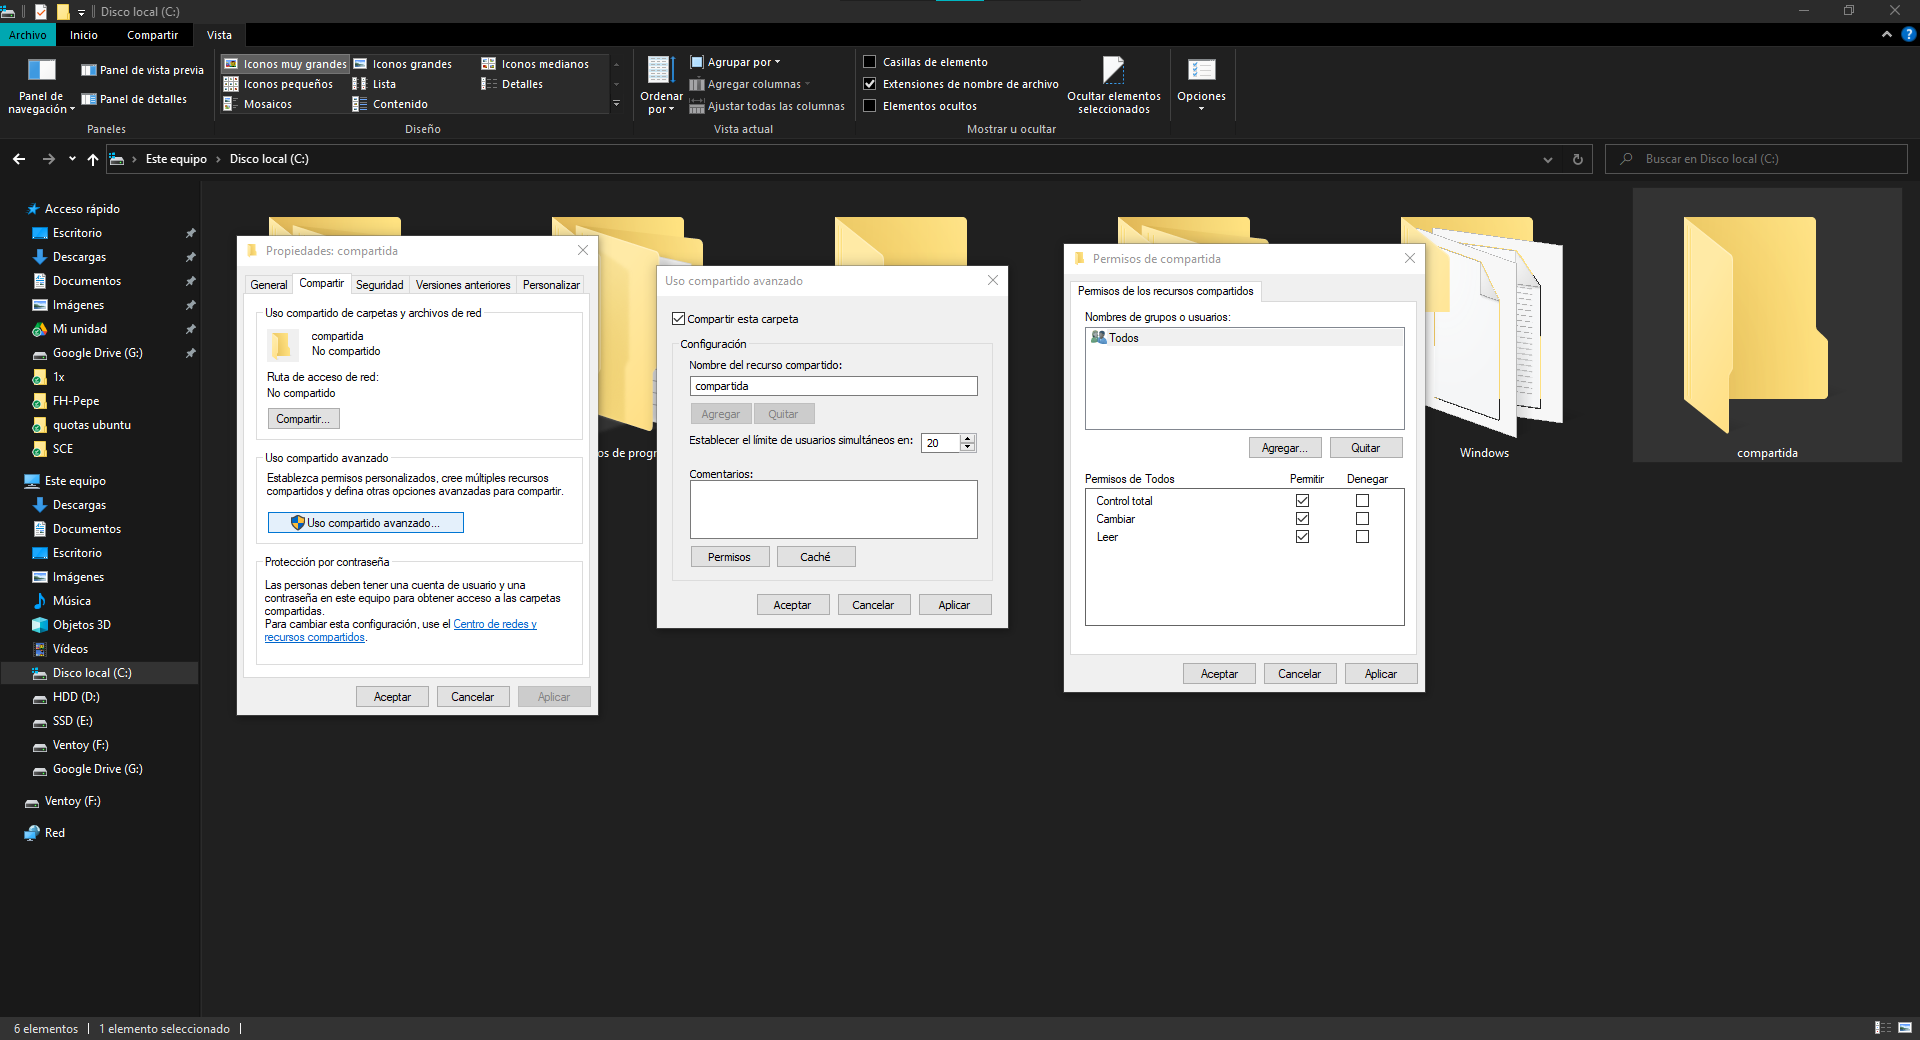 Disco local (C:)
Archivo
Inicio
Compartir
Vista
Panel de navegación
Panel de vista previa
Panel de detalles
Paneles
Iconos muy grandes
Iconos grandes
Iconos medianos
Iconos pequeños
Lista
Detalles
Mosaicos
Contenido
Diseño
Ordenar por
Agrupar por
Agregar columnas
Ajustar todas las columnas
Vista actual
Casillas de elemento
Extensiones de nombre de archivo
Elementos ocultos
Ocultar elementos seleccionados
Mostrar u ocultar
Opciones
Este equipo
Disco local (C:)
Buscar en Disco local (C:)
Acceso rápido
Escritorio
Descargas
Documentos
Imágenes
Mi unidad
Google Drive (G:)
1x
FH-Pepe
quotas ubuntu
SCE
Este equipo
Descargas
Documentos
Escritorio
Imágenes
Música
Objetos 3D
Vídeos
Disco local (C:)
HDD (D:)
SSD (E:)
Ventoy (F:)
Google Drive (G:)
Ventoy (F:)
Red
Propiedades: compartida
General
Compartir
Seguridad
Versiones anteriores
Personalizar
Uso compartido de carpetas y archivos de red
compartida
No compartido
Ruta de acceso de red:
No compartido
Compartir...
Uso compartido avanzado
Establezca permisos personalizados, cree múltiples recursos
compartidos y defina otras opciones avanzadas para compartir.
Uso compartido avanzado...
Protección por contraseña
Las personas deben tener una cuenta de usuario y una
contraseña en este equipo para obtener acceso a las carpetas
compartidas.
Para cambiar esta configuración, use el Centro de redes y
recursos compartidos.
Aceptar
Cancelar
Aplicar
os de progr
Uso compartido avanzado
Compartir esta carpeta
Configuración
Nombre del recurso compartido:
compartida
Agregar
Quitar
Establecer el límite de usuarios simultáneos en:
20
Comentarios:
Permisos
Caché
Aceptar
Cancelar
Aplicar
Permisos de compartida
Permisos de los recursos compartidos
Nombres de grupos o usuarios:
Todos
Agregar...
Quitar
Permisos de Todos
Permitir
Denegar
Control total
Cambiar
Leer
Aceptar
Cancelar
Aplicar
Windows
compartida
6 elementos
1 elemento seleccionado